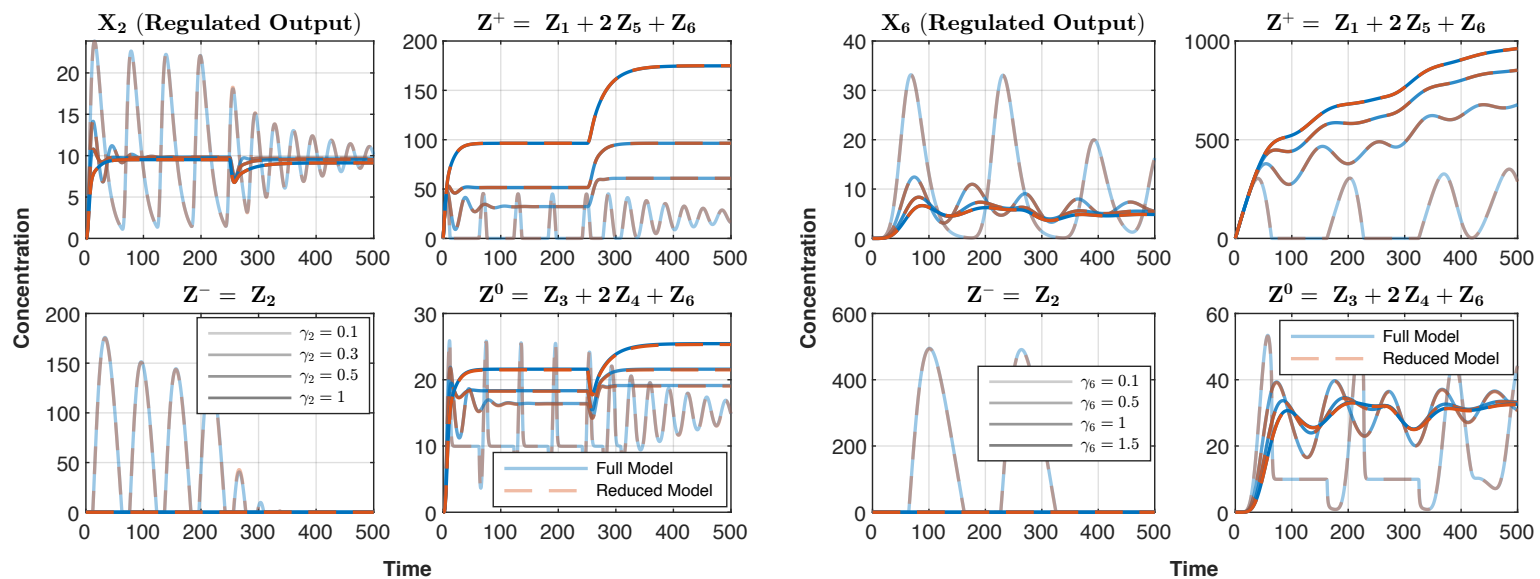 X₂ (Regulated Output)
Z⁺ = Z₁ + 2 Z₅ + Z₆
X₆ (Regulated Output)
Z⁺ = Z₁ + 2 Z₅ + Z₆
20
15
10
5
0
0 100 200 300 400 500
200
150
100
50
0
0 100 200 300 400 500
40
30
20
10
0
0 100 200 300 400 500
1000
500
0
0 100 200 300 400 500
Concentration
Concentration
Z⁻ = Z₂
Z⁰ = Z₃ + 2 Z₄ + Z₆
Z⁻ = Z₂
Z⁰ = Z₃ + 2 Z₄ + Z₆
200
150
100
50
0
γ₂ = 0.1
γ₂ = 0.3
γ₂ = 0.5
γ₂ = 1
0 100 200 300 400 500
30
20
10
0
Full Model
Reduced Model
0 100 200 300 400 500
600
400
200
0
γ₆ = 0.1
γ₆ = 0.5
γ₆ = 1
γ₆ = 1.5
0 100 200 300 400 500
60
40
20
0
Full Model
Reduced Model
0 100 200 300 400 500
Time
Time